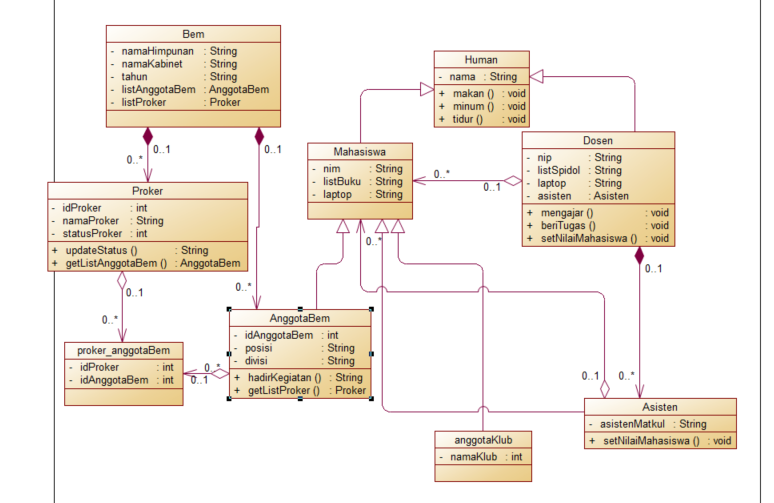 Bem
- namaHimpunan : String
- namaKabinet : String
- tahun : String
- listAnggotaBem : AnggotaBem
- listProker : Proker
0..1
0..1
0..*
Human
- nama : String
+ makan () : void
+ minum () : void
+ tidur () : void
Mahasiswa
- nim : String
- listBuku : String
- laptop : String
0..*
0..1
0..*
Dosen
- nip : String
- listSpidol : String
- laptop : String
- asisten : Asisten
+ mengajar () : void
+ beriTugas () : void
+ setNilaiMahasiswa () : void
0..1
Proker
- idProker : int
- namaProker : String
- statusProker : int
+ updateStatus () : String
+ getListAnggotaBem () : AnggotaBem
0..1
0..*
0..*
AnggotaBem
- idAnggotaBem : int
- posisi : String
- divisi : String
+ hadirKegiatan () : String
+ getListProker () : Proker
proker_anggotaBem
- idProker : int
- idAnggotaBem : int
0..*
0..1
0..1
0..*
Asisten
- asistenMatkul : String
+ setNilaiMahasiswa () : void
anggotaKlub
- namaKlub : int